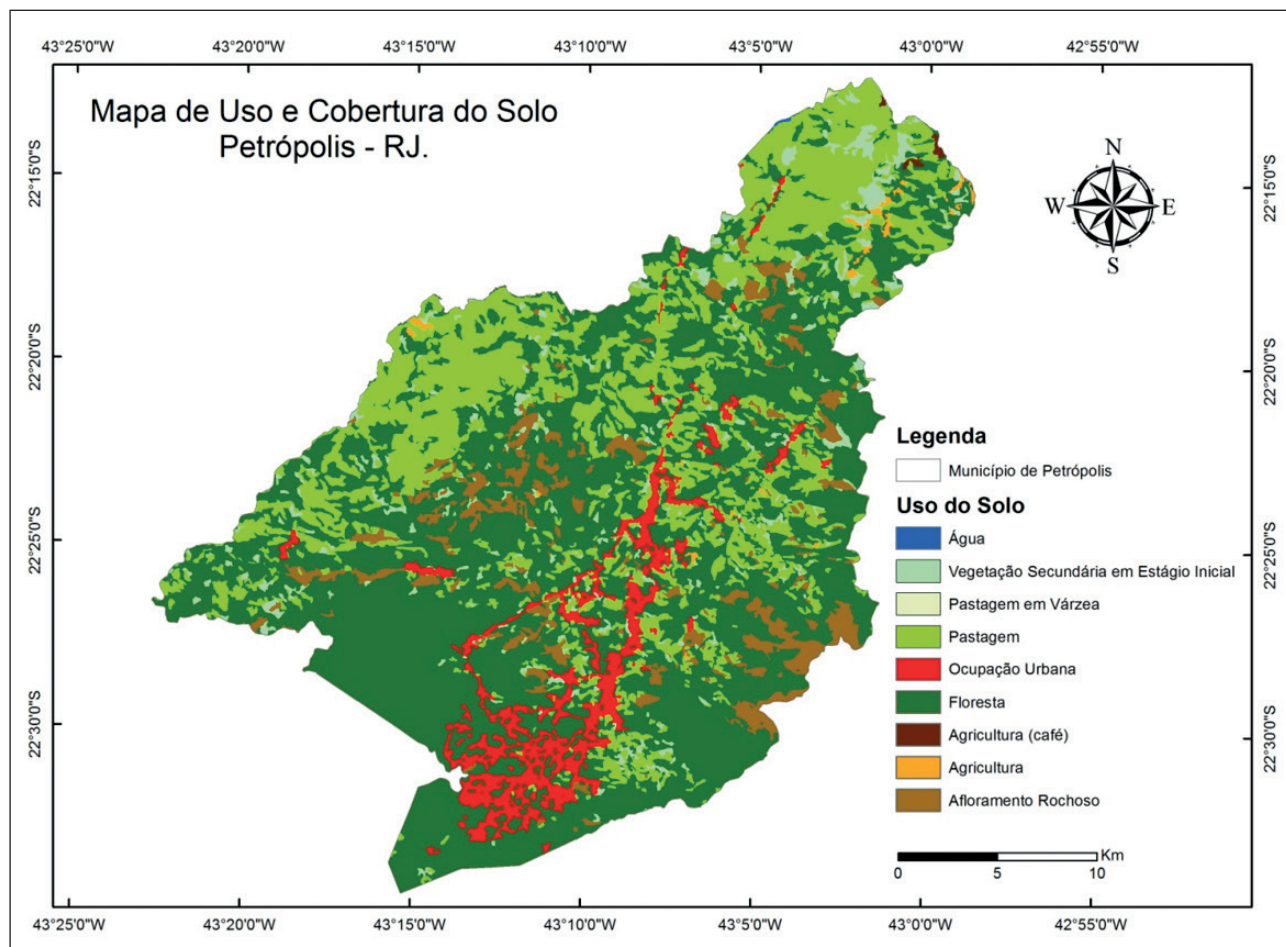 43°25'0"W 43°20'0"W 43°15'0"W 43°10'0"W 43°5'0"W 43°0'0"W 42°55'0"W
Mapa de Uso e Cobertura do Solo
Petrópolis - RJ.
N
W E
S
22°15'0"S 22°15'0"S
22°20'0"S 22°20'0"S
22°25'0"S 22°25'0"S
22°30'0"S 22°30'0"S
Legenda
Município de Petrópolis
Uso do Solo
Água
Vegetação Secundária em Estágio Inicial
Pastagem em Várzea
Pastagem
Ocupação Urbana
Floresta
Agricultura (café)
Agricultura
Afloramento Rochoso
Km
0 5 10
43°25'0"W 43°20'0"W 43°15'0"W 43°10'0"W 43°5'0"W 43°0'0"W 42°55'0"W